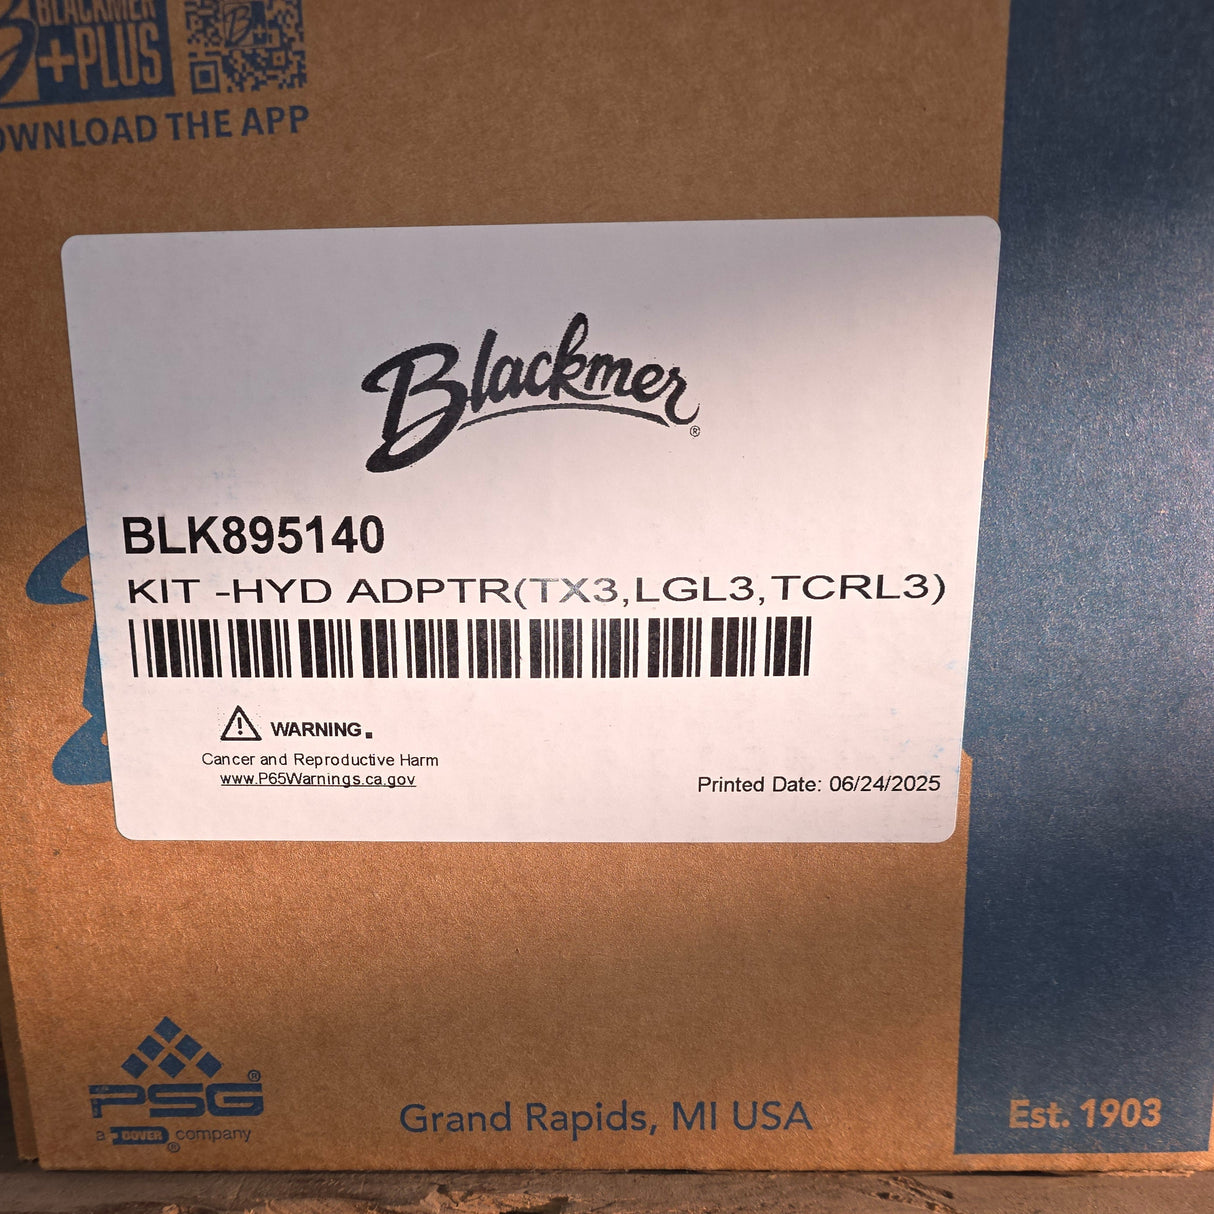 BLACKMER
+PLUS
DOWNLOAD THE APP
Blackmer®
BLK895140
KIT -HYD ADPTR(TX3,LGL3,TCRL3)
WARNING.
Cancer and Reproductive Harm
www.P65Warnings.ca.gov
Printed Date: 06/24/2025
PSG®
a DOVER® company
Grand Rapids, MI USA
Est. 1903